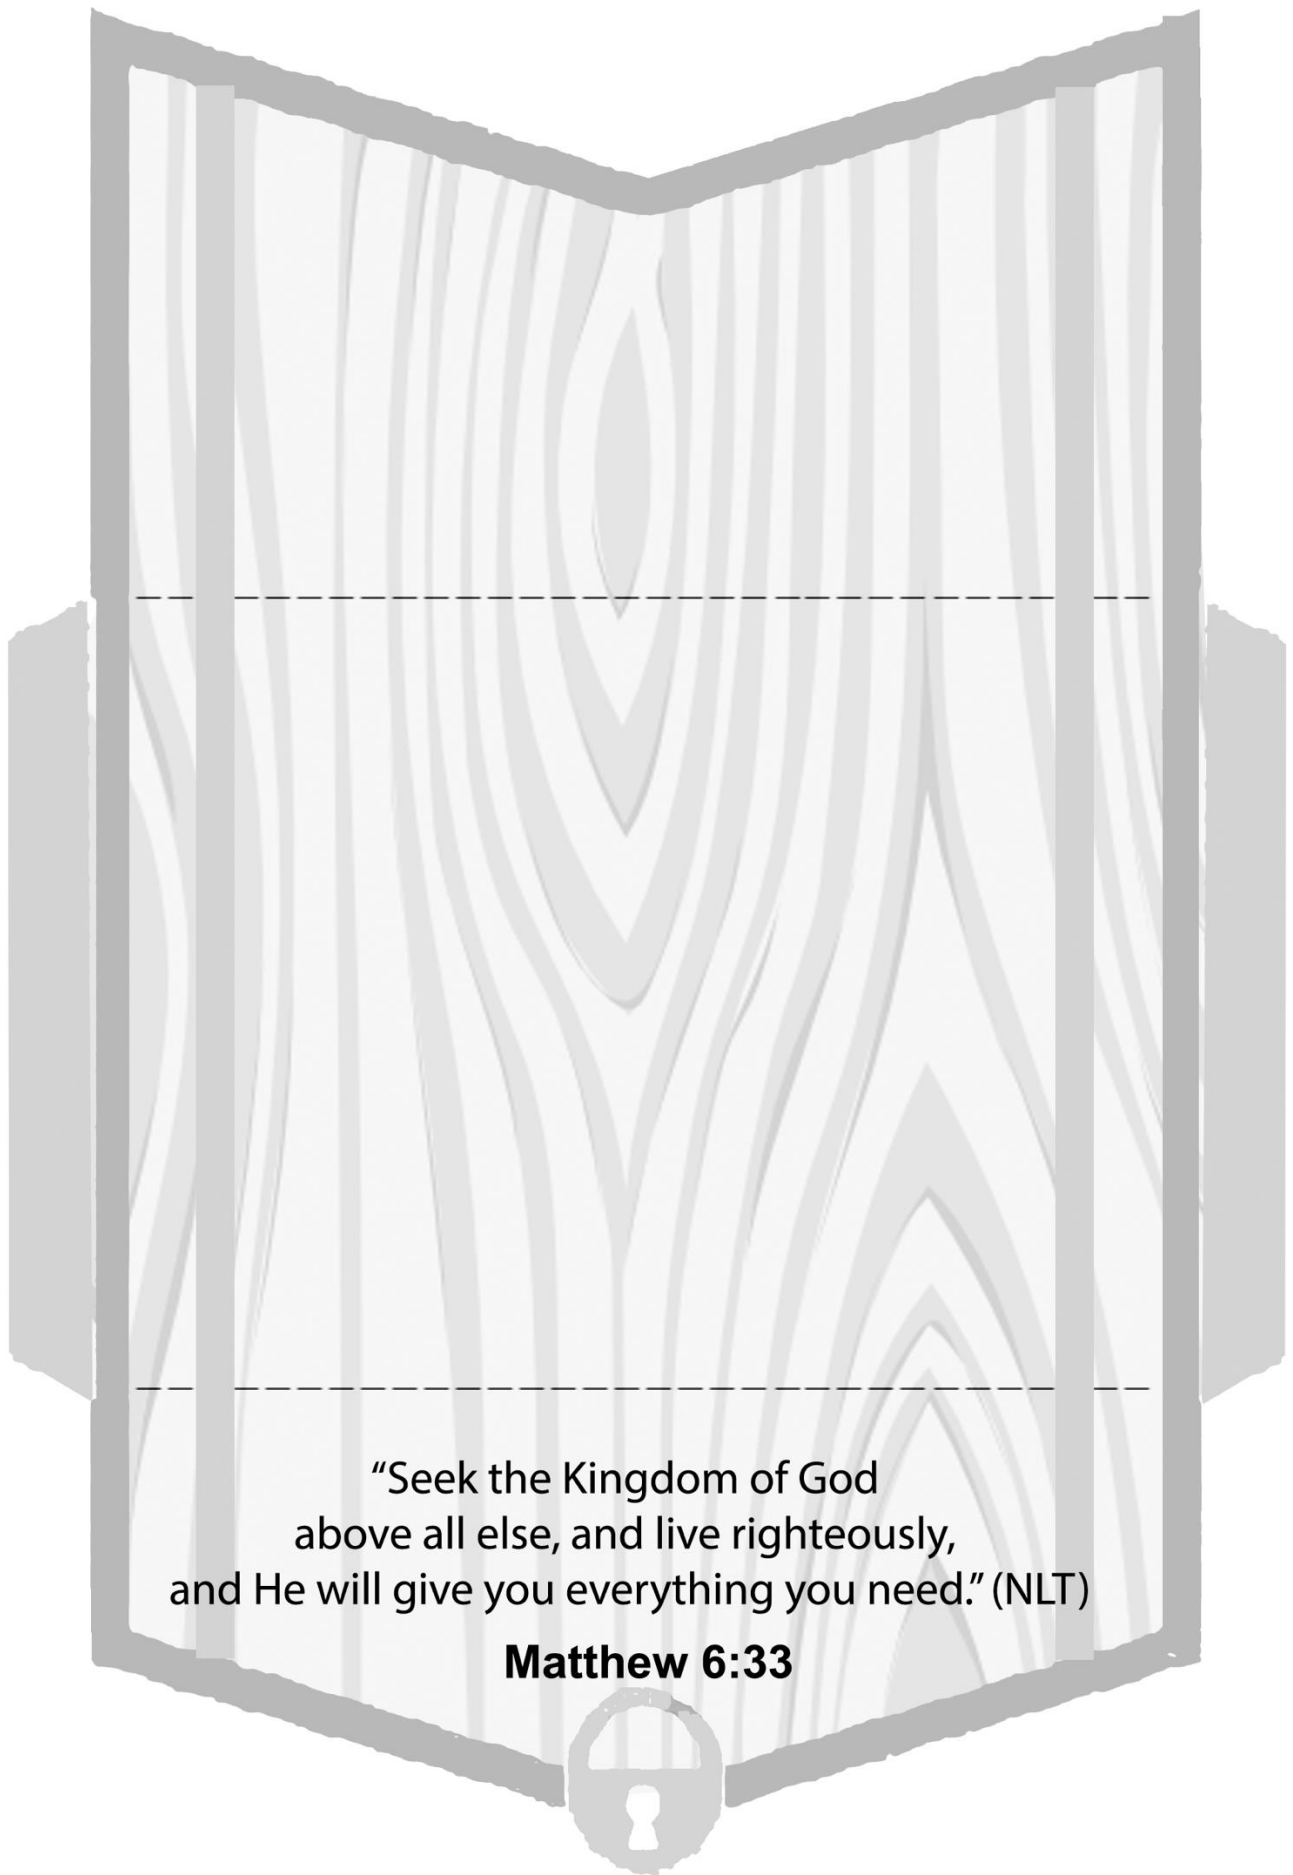 “Seek the Kingdom of God
above all else, and live righteously,
and He will give you everything you need.” (NLT)
Matthew 6:33